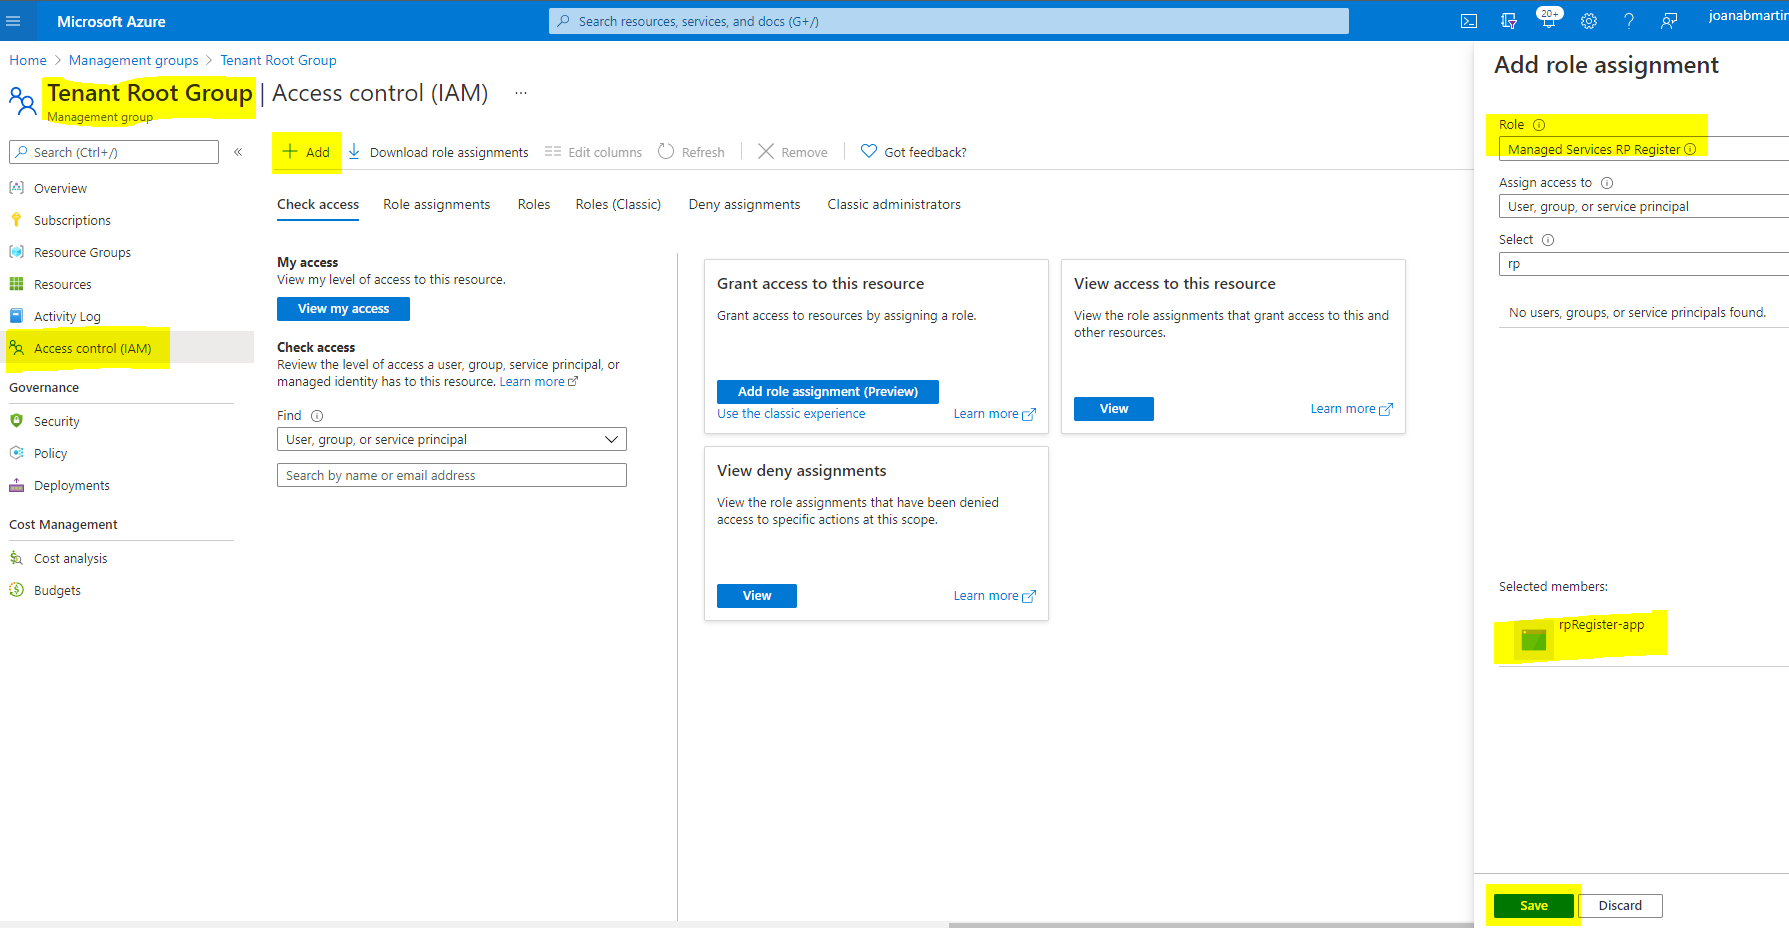 Microsoft Azure
Search resources, services, and docs (G+/)
20+
Home > Management groups > Tenant Root Group
Tenant Root Group | Access control (IAM) ...
Management group
Search (Ctrl+/)
«
Overview
Subscriptions
Resource Groups
Resources
Activity Log
Access control (IAM)
Governance
Security
Policy
Deployments
Cost Management
Cost analysis
Budgets
Add
Download role assignments
Edit columns
Refresh
Remove
Got feedback?
Check access
Role assignments
Roles
Roles (Classic)
Deny assignments
Classic administrators
My access
View my level of access to this resource.
View my access
Check access
Review the level of access a user, group, service principal, or
managed identity has to this resource. Learn more
Find
User, group, or service principal
Search by name or email address
Grant access to this resource
Grant access to resources by assigning a role.
Add role assignment (Preview)
Use the classic experience
Learn more
View access to this resource
View the role assignments that grant access to this and
other resources.
View
Learn more
View deny assignments
View the role assignments that have been denied
access to specific actions at this scope.
View
Learn more
Add role assignment
Role
Managed Services RP Register
Assign access to
User, group, or service principal
Select
rp
No users, groups, or service principals found.
Selected members:
rpRegister-app
Save
Discard